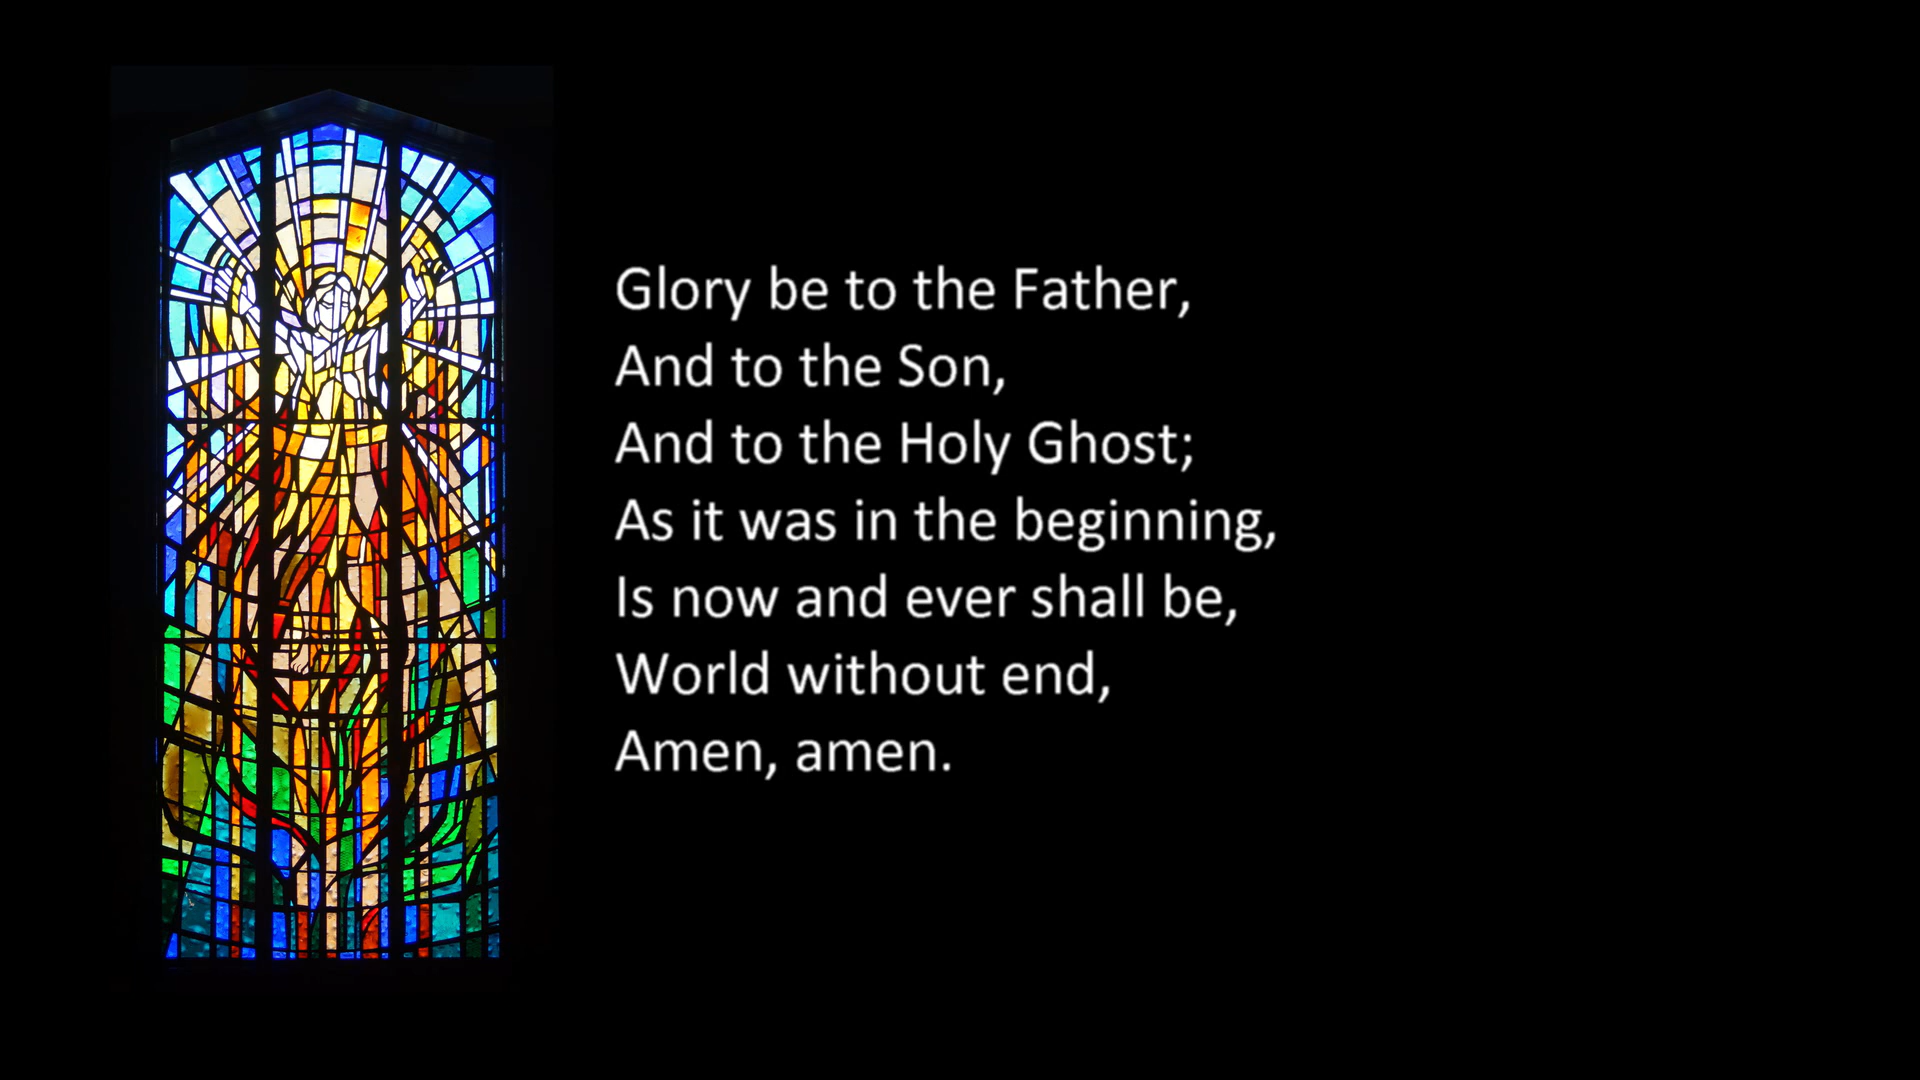 Glory be to the Father,
And to the Son,
And to the Holy Ghost;
As it was in the beginning,
Is now and ever shall be,
World without end,
Amen, amen.